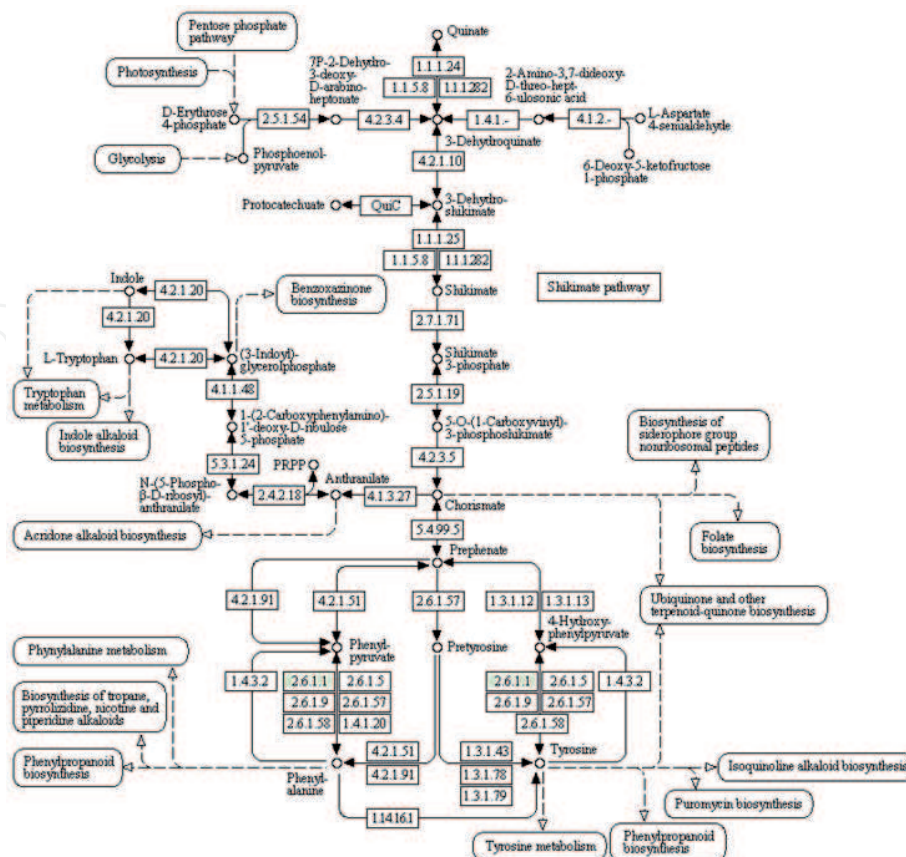 Pentose phosphate
pathway
Quinate
Photosynthesis
7P-2-Dehydro-
3-deoxy-
D-arabino-
heptonate
1.1.1.24
1.1.5.8
1.1.1.282
2-Amino-3,7-dideoxy-
D-threo-hept-
6-ulosonic acid
D-Erythrose
4-phosphate
2.5.1.54
4.2.3.4
1.4.1.-
4.1.2.-
L-Aspartate
4-semialdehyde
3-Dehydroquinate
Glycolysis
Phosphoenol-
pyruvate
4.2.1.10
6-Deoxy-5-ketofructose
1-phosphate
Protocatechuate
QuiC
3-Dehydro-
shikimate
1.1.1.25
1.1.5.8
1.1.1.282
Shikimate pathway
Indole
4.2.1.20
Benzoxazinone
biosynthesis
Shikimate
4.2.1.20
2.7.1.71
L-Tryptophan
4.2.1.20
(3-Indoyl)-
glycerolphosphate
Shikimate
3-phosphate
Tryptophan
metabolism
4.1.1.48
2.5.1.19
Indole alkaloid
biosynthesis
1-(2-Carboxyphenylamino)-
1'-deoxy-D-ribulose
5-phosphate
5-O-(1-Carboxyvinyl)-
3-phosphoshikimate
Biosynthesis of
siderophore group
nonribosomal peptides
5.3.1.24
PRPP
4.2.3.5
N-(5-Phospho-
β-D-ribosyl)-
anthranilate
2.4.2.18
Anthranilate
4.1.3.27
Chorismate
Acridone alkaloid biosynthesis
5.4.99.5
Folate
biosynthesis
Prephenate
4.2.1.91
4.2.1.51
2.6.1.57
1.3.1.12
1.3.1.13
Ubiquinone and other
terpenoid-quinone biosynthesis
4-Hydroxy-
phenylpyruvate
Phynylalanine metabolism
Phenyl-
pyruvate
Pretyrosine
1.4.3.2
2.6.1.1
2.6.1.5
2.6.1.1
2.6.1.5
1.4.3.2
Biosynthesis of tropane,
pyrrolizidine, nicotine and
piperidine alkaloids
2.6.1.9
2.6.1.57
2.6.1.9
2.6.1.57
2.6.1.58
1.4.1.20
2.6.1.58
Phenylpropanoid
biosynthesis
4.2.1.51
4.2.1.91
1.3.1.43
1.3.1.78
1.3.1.79
Tyrosine
Phenyl-
alanine
Isoquinoline alkaloid biosynthesis
Puromycin biosynthesis
1.14.16.1
Tyrosine metabolism
Phenylpropanoid
biosynthesis